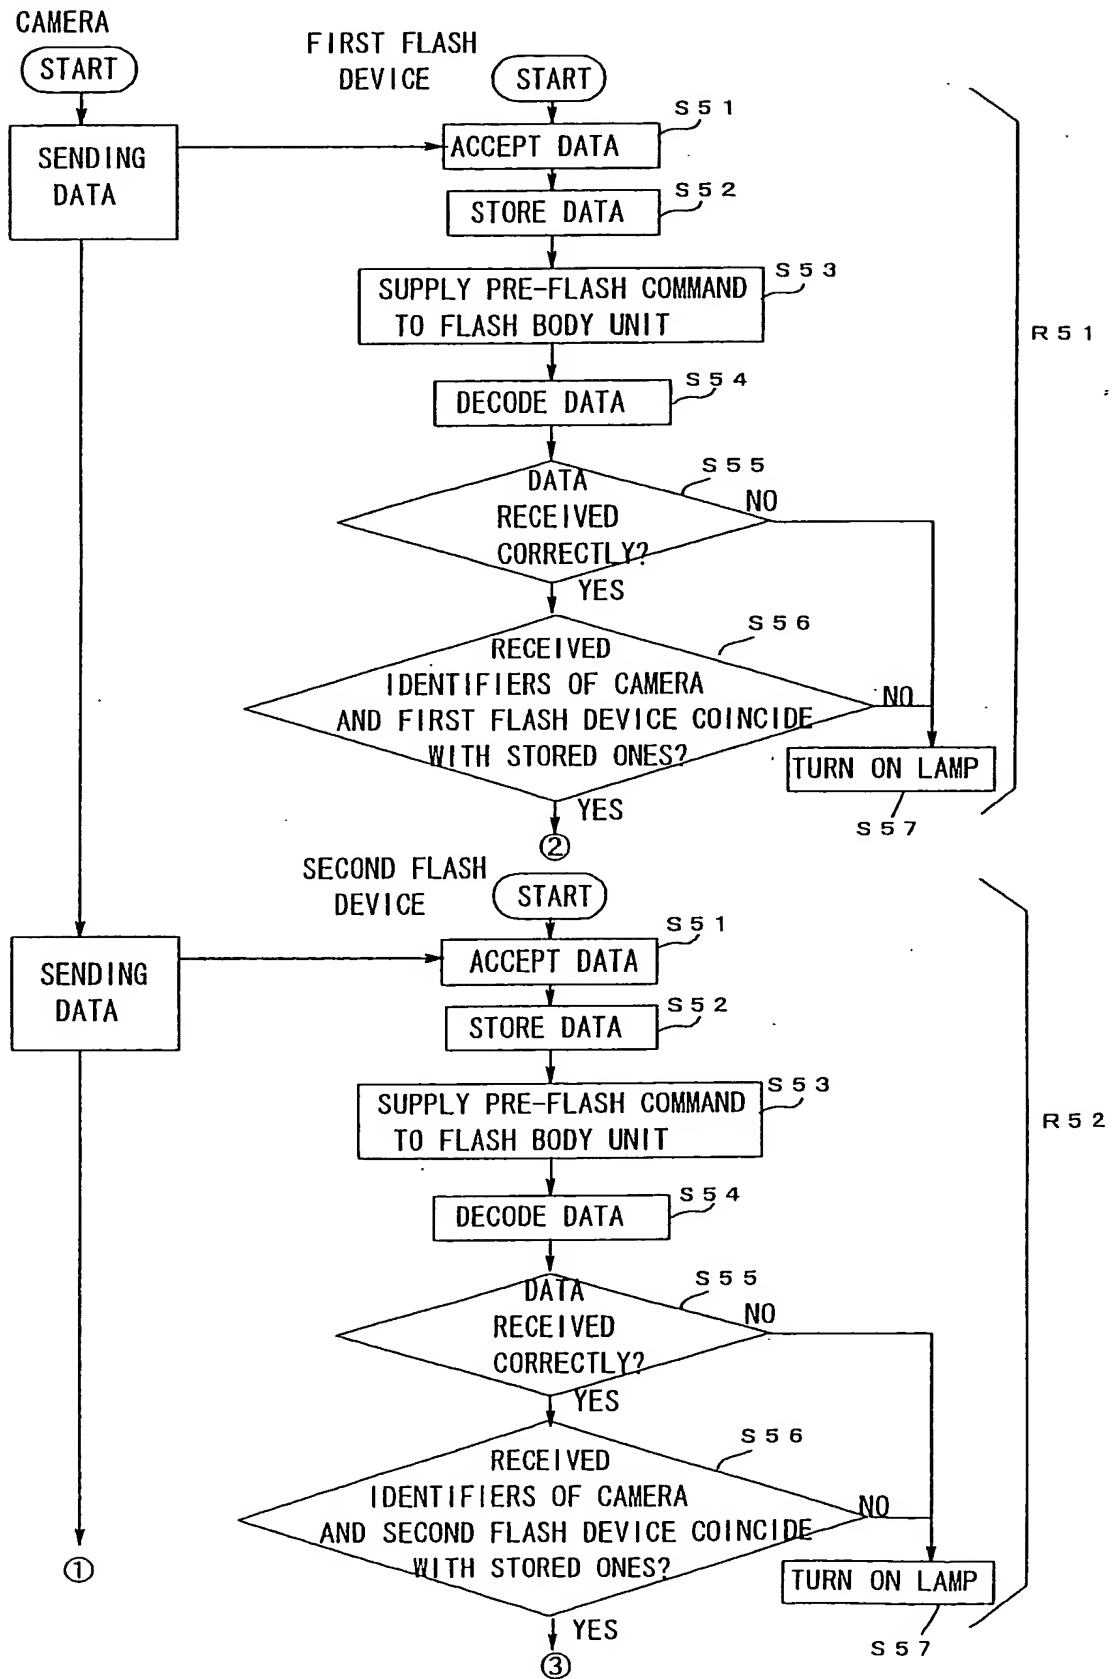 CAMERA
START
FIRST FLASH
DEVICE
START
S51
SENDING
DATA
ACCEPT DATA
S52
STORE DATA
S53
SUPPLY PRE-FLASH COMMAND
TO FLASH BODY UNIT
R51
S54
DECODE DATA
S55
DATA
RECEIVED
CORRECTLY?
NO
YES
S56
RECEIVED
IDENTIFIERS OF CAMERA
AND FIRST FLASH DEVICE COINCIDE
WITH STORED ONES?
NO
TURN ON LAMP
S57
YES
②
SECOND FLASH
DEVICE
START
S51
SENDING
DATA
ACCEPT DATA
S52
STORE DATA
S53
SUPPLY PRE-FLASH COMMAND
TO FLASH BODY UNIT
R52
S54
DECODE DATA
S55
DATA
RECEIVED
CORRECTLY?
NO
YES
S56
RECEIVED
IDENTIFIERS OF CAMERA
AND SECOND FLASH DEVICE COINCIDE
WITH STORED ONES?
NO
①
TURN ON LAMP
S57
YES
③